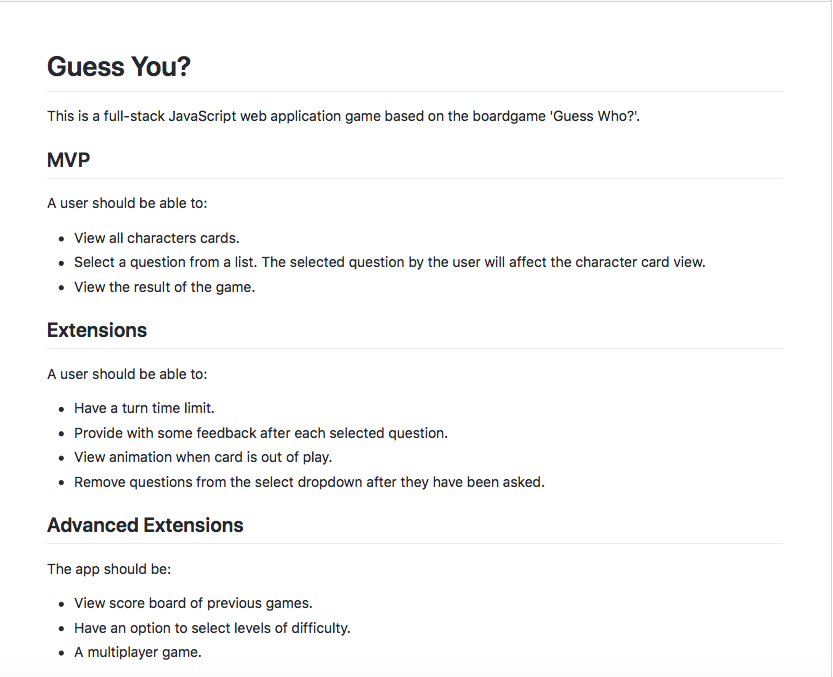 Guess You?
This is a full-stack JavaScript web application game based on the boardgame 'Guess Who?'.
MVP
A user should be able to:
• View all characters cards.
• Select a question from a list. The selected question by the user will affect the character card view.
• View the result of the game.
Extensions
A user should be able to:
• Have a turn time limit.
• Provide with some feedback after each selected question.
• View animation when card is out of play.
• Remove questions from the select dropdown after they have been asked.
Advanced Extensions
The app should be:
• View score board of previous games.
• Have an option to select levels of difficulty.
• A multiplayer game.